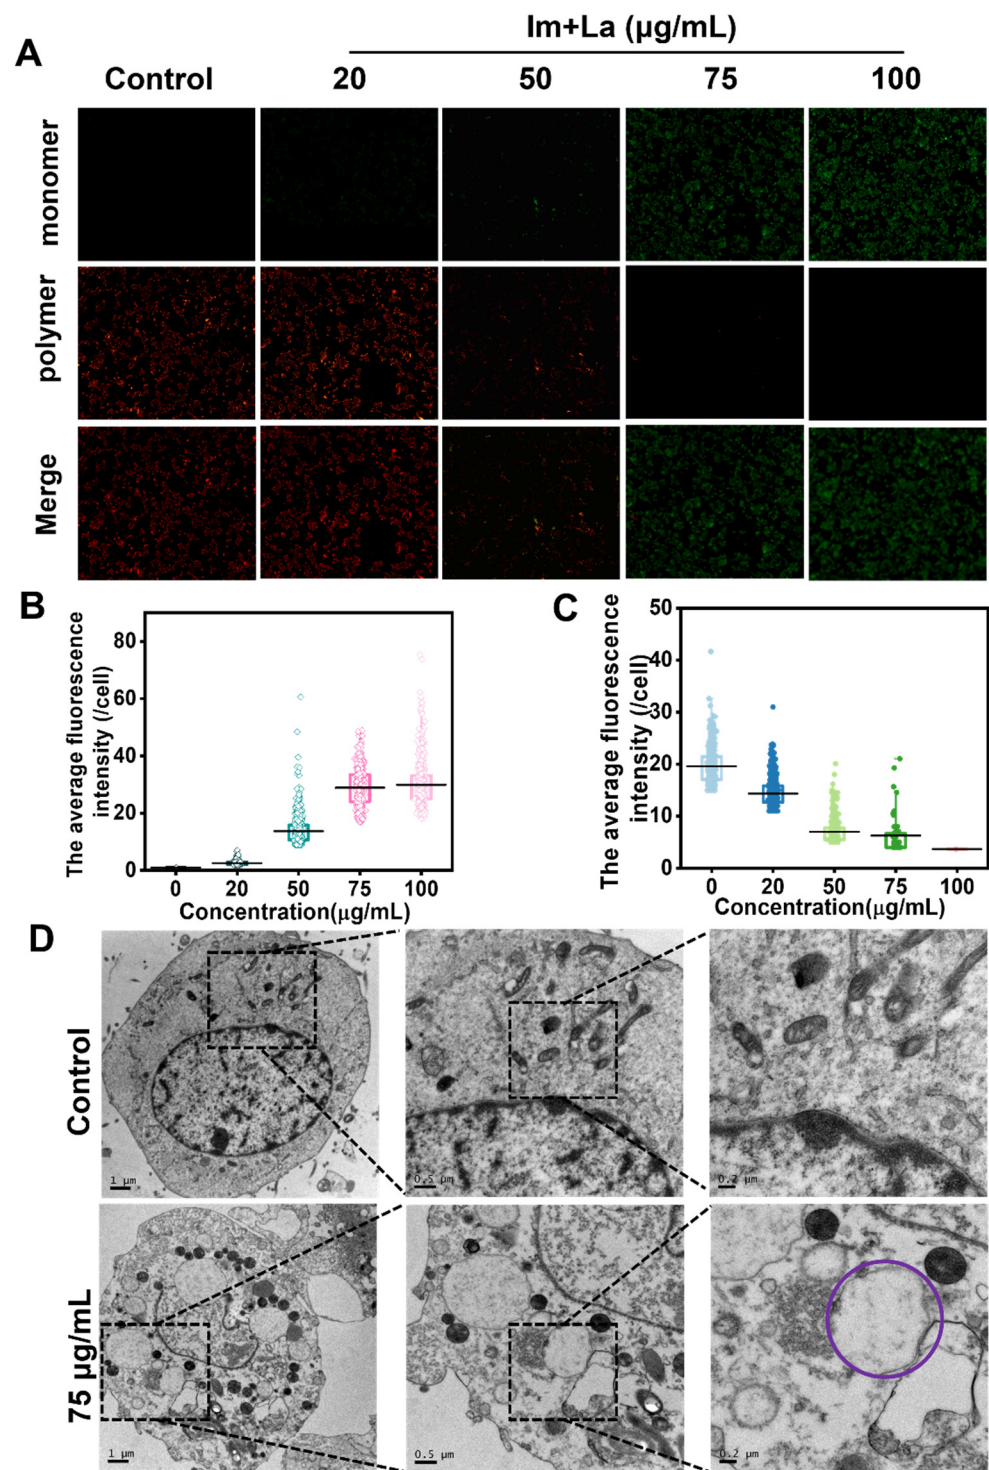 A
Im+La (μg/mL)
Control 20 50 75 100
monomer
polymer
Merge
B
The average fluorescence
intensity (/cell)
80
60
40
20
0
0 20 50 75 100
Concentration(μg/mL)
C
The average fluorescence
intensity (/cell)
50
40
30
20
10
0
0 20 50 75 100
Concentration(μg/mL)
D
Control
1 μm
0.5 μm
0.2 μm
75 μg/mL
1 μm
0.5 μm
0.2 μm